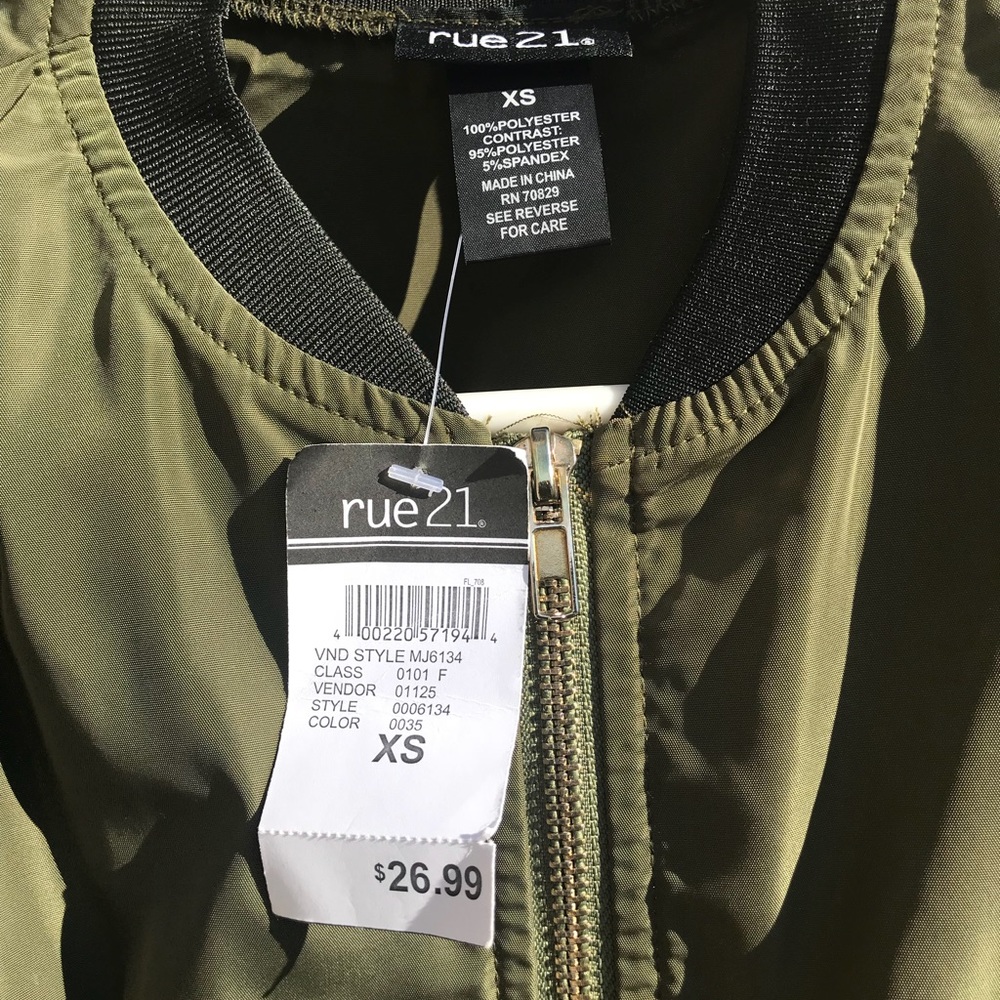 rue21®
XS
100%POLYESTER
CONTRAST:
95%POLYESTER
5%SPANDEX
MADE IN CHINA
RN 70829
SEE REVERSE
FOR CARE
rue21®
FL_708
4 00220 57194 4
VND STYLE MJ6134
CLASS 0101 F
VENDOR 01125
STYLE 0006134
COLOR 0035
XS
$26.99